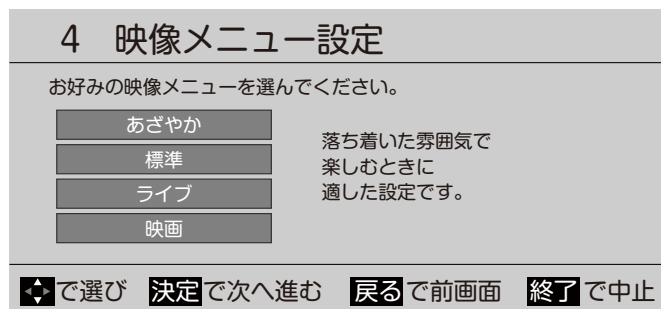 4 映像メニュー設定
お好みの映像メニューを選んでください。
あざやか
標準
ライブ
映画
落ち着いた雰囲気で
楽しむときに
適した設定です。
で選び 決定で次へ進む 戻るで前画面 終了で中止